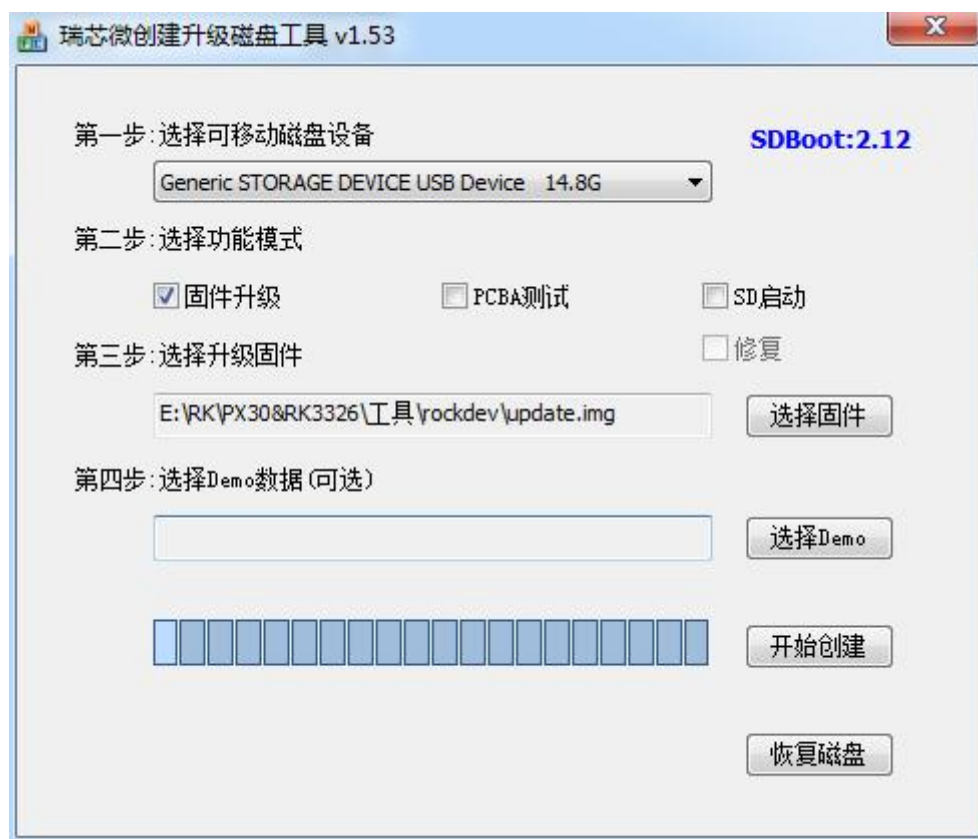 瑞芯微创建升级磁盘工具 v1.53
第一步:选择可移动磁盘设备
SDBoot:2.12
Generic STORAGE DEVICE USB Device 14.8G
第二步:选择功能模式
固件升级 PCBA测试 SD启动
修复
第三步:选择升级固件
E:\RK\PX30&RK3326\工具\rockdev\update.img 选择固件
第四步:选择Demo数据(可选)
选择Demo
开始创建
恢复磁盘